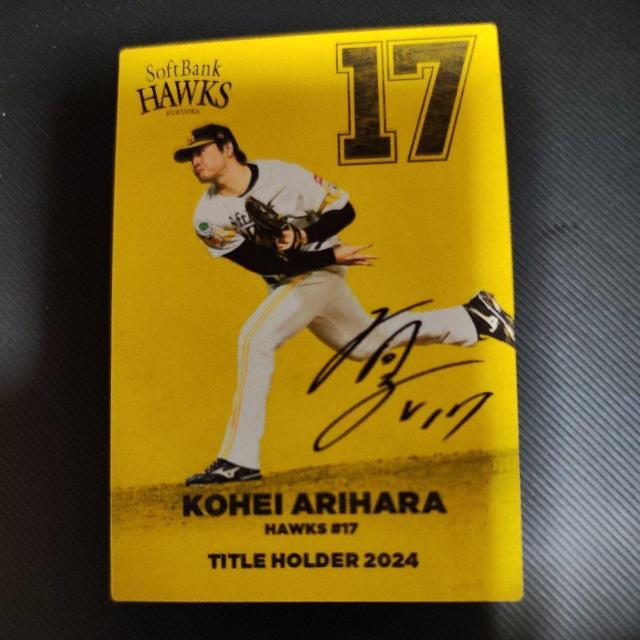 SoftBank
HAWKS
FUKUOKA
17
KOHEI ARIHARA
HAWKS #17
TITLE HOLDER 2024